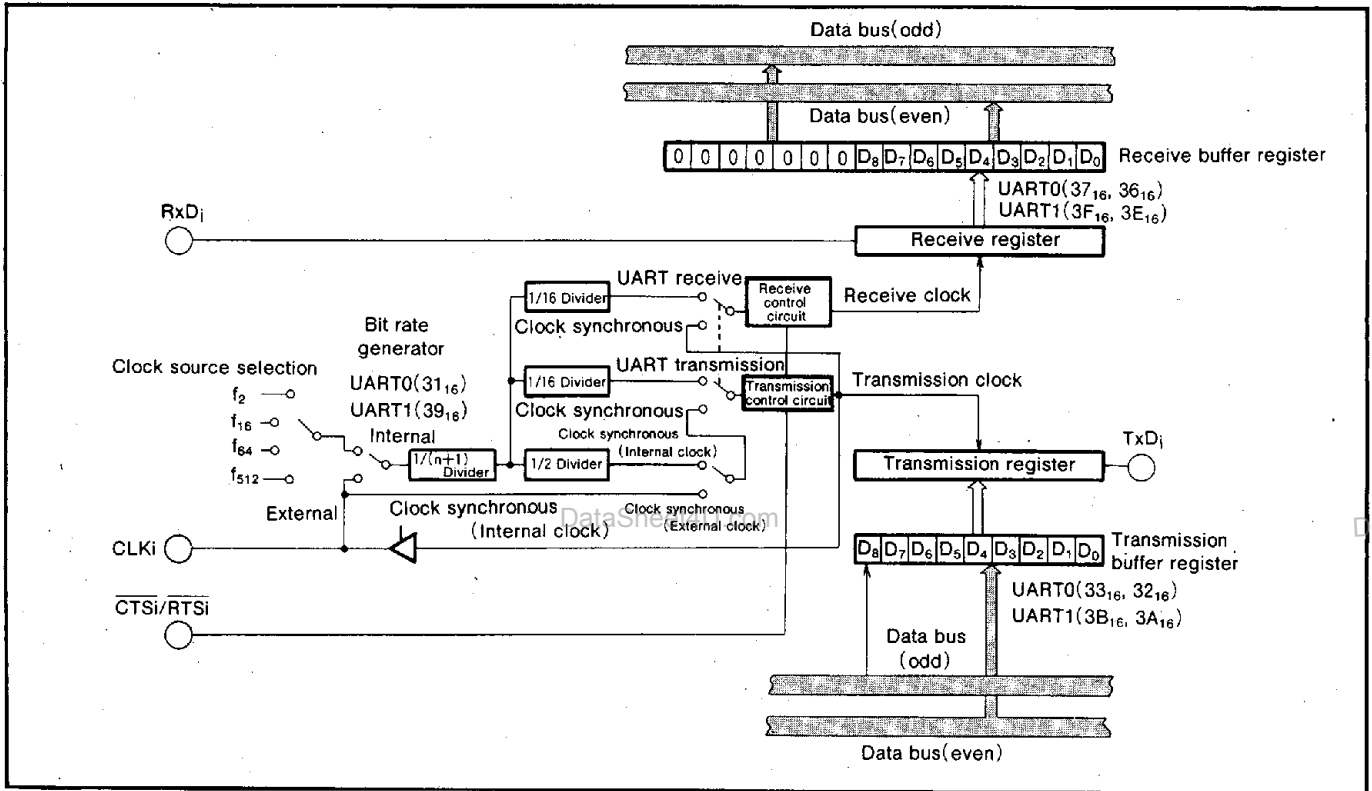 Data bus(odd)
Data bus(even)
0 0 0 0 0 0 0 D₈ D₇ D₆ D₅ D₄ D₃ D₂ D₁ D₀ Receive buffer register
UART0(37₁₆, 36₁₆)
UART1(3F₁₆, 3E₁₆)
RxDᵢ
Receive register
UART receive
1/16 Divider
Receive control circuit
Receive clock
Clock synchronous
Bit rate generator
Clock source selection
UART0(31₁₆)
UART1(39₁₆)
UART transmission
1/16 Divider
Transmission control circuit
Transmission clock
Clock synchronous
f₂
f₁₆
f₆₄
f₅₁₂
Internal
1/(n+1) Divider
1/2 Divider
Clock synchronous (Internal clock)
TxDᵢ
Transmission register
External
Clock synchronous (Internal clock)
Clock synchronous (External clock)
DataSheet4U.com
D
CLKi
D₈ D₇ D₆ D₅ D₄ D₃ D₂ D₁ D₀
Transmission buffer register
UART0(33₁₆, 32₁₆)
UART1(3B₁₆, 3A₁₆)
C̅T̅S̅i̅/R̅T̅S̅i̅
Data bus (odd)
Data bus(even)